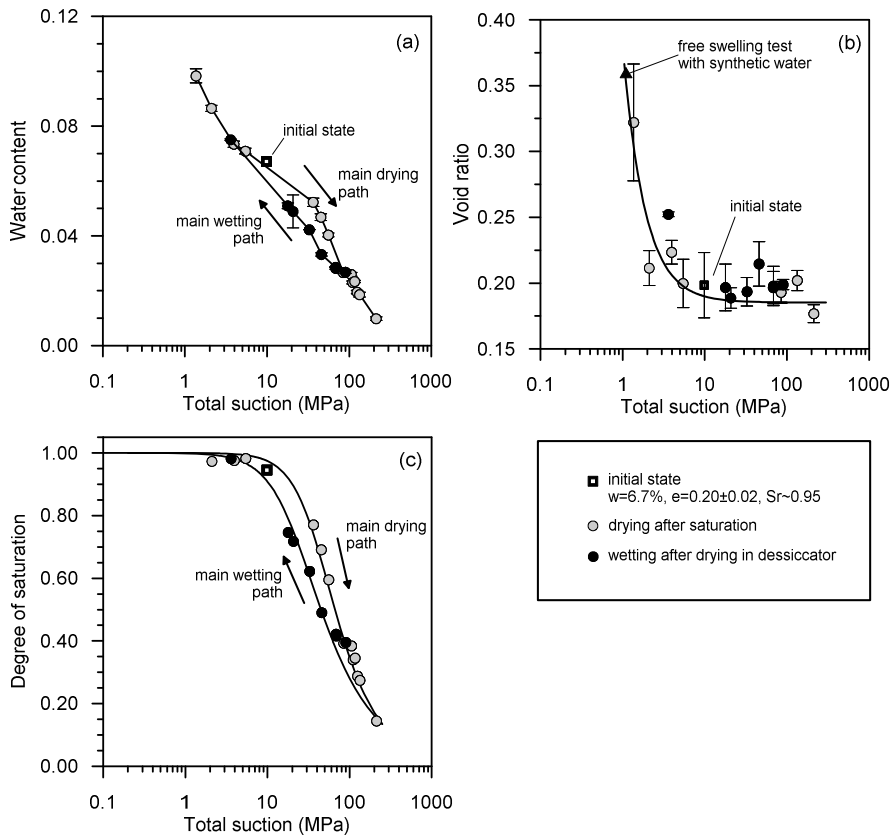 (a)
0.12
0.08
0.04
0.00
Water content
initial state
main drying
path
main wetting
path
0.1
1
10
100
1000
Total suction (MPa)
(b)
0.40
0.35
0.30
0.25
0.20
0.15
Void ratio
free swelling test
with synthetic water
initial state
0.1
1
10
100
1000
Total suction (MPa)
(c)
1.00
0.80
0.60
0.40
0.20
0.00
Degree of saturation
main drying
path
main wetting
path
0.1
1
10
100
1000
Total suction (MPa)
initial state
w=6.7%, e=0.20±0.02, Sr~0.95
drying after saturation
wetting after drying in dessiccator